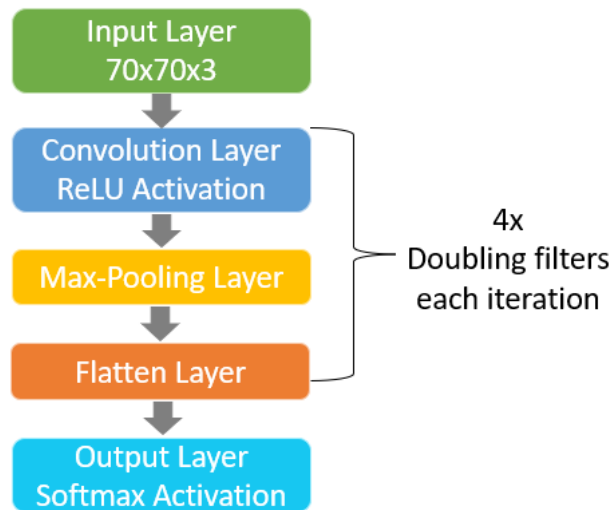 Input Layer
70x70x3
Convolution Layer
ReLU Activation
Max-Pooling Layer
Flatten Layer
Output Layer
Softmax Activation
4x
Doubling filters
each iteration